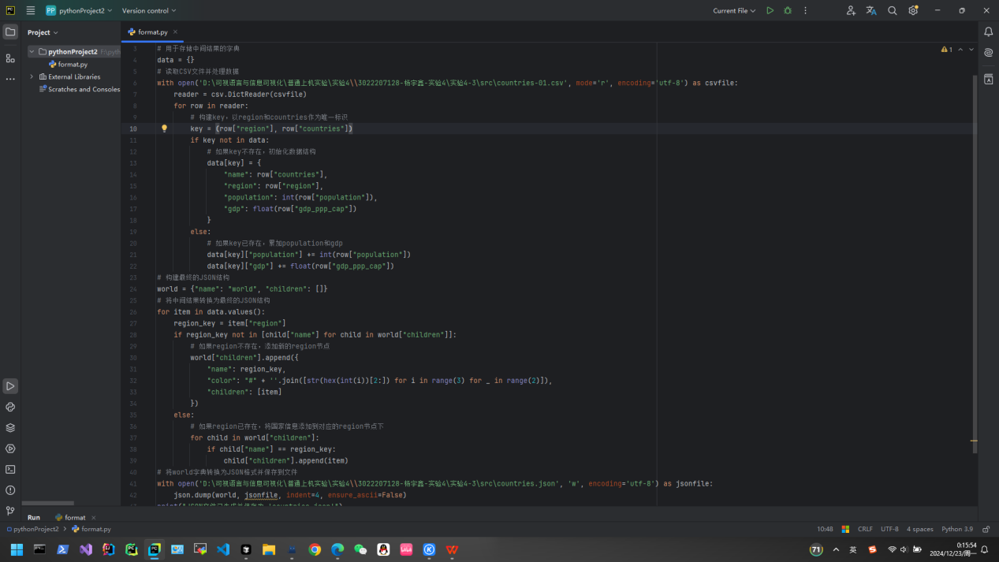 PC
PP pythonProject2
Version control
Current File
Project
format.py
pythonProject2
format.py
External Libraries
Scratches and Consoles
1
3 # 用于存储中间结果的字典
4 data = {}
5 # 读取CSV文件并处理数据
6 with open('D:\可视语言与信息可视化\普通上机实验\实验4\\3022207128-杨宇鑫-实验4\实验4-3\src\countries-01.csv', mode='r', encoding='utf-8') as csvfile:
7 reader = csv.DictReader(csvfile)
8 for row in reader:
9 # 构建key，以region和countries作为唯一标识
10 key = (row["region"], row["countries"])
11 if key not in data:
12 # 如果key不存在，初始化数据结构
13 data[key] = {
14 "name": row["countries"],
15 "region": row["region"],
16 "population": int(row["population"]),
17 "gdp": float(row["gdp_ppp_cap"])
18 }
19 else:
20 # 如果key已存在，累加population和gdp
21 data[key]["population"] += int(row["population"])
22 data[key]["gdp"] += float(row["gdp_ppp_cap"])
23 # 构建最终的JSON结构
24 world = {"name": "world", "children": []}
25 # 将中间结果转换为最终的JSON结构
26 for item in data.values():
27 region_key = item["region"]
28 if region_key not in [child["name"] for child in world["children"]]:
29 # 如果region不存在，添加新的region节点
30 world["children"].append({
31 "name": region_key,
32 "color": "#" + ''.join([str(hex(int(i))[2:]) for i in range(3) for _ in range(2)]),
33 "children": [item]
34 })
35 else:
36 # 如果region已存在，将国家信息添加到对应的region节点下
37 for child in world["children"]:
38 if child["name"] == region_key:
39 child["children"].append(item)
40 # 将world字典转换为JSON格式并保存到文件
41 with open('D:\可视语言与信息可视化\普通上机实验\实验4\\3022207128-杨宇鑫-实验4\实验4-3\src\countries.json', 'w', encoding='utf-8') as jsonfile:
42 json.dump(world, jsonfile, indent=4, ensure_ascii=False)
Run
format
pythonProject2 > format.py
10:48
CRLF
UTF-8
4 spaces
Python 3.9
71
英
0:15:54
2024/12/23/周一